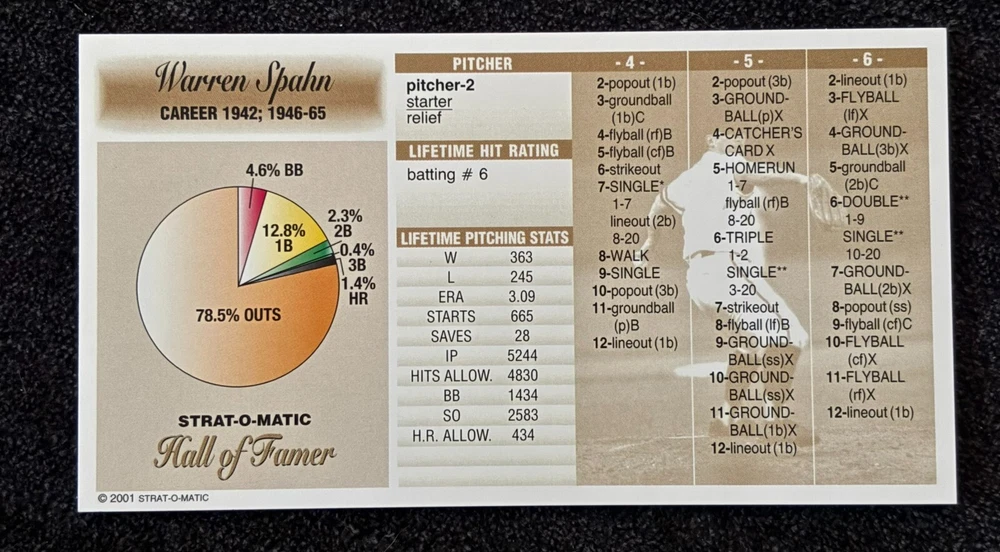 Warren Spahn
CAREER 1942; 1946-65
4.6% BB
12.8%
1B
2.3%
2B
0.4%
3B
1.4%
HR
78.5% OUTS
STRAT-O-MATIC
Hall of Famer
© 2001 STRAT-O-MATIC
PITCHER
pitcher-2
starter
relief
LIFETIME HIT RATING
batting # 6
LIFETIME PITCHING STATS
W 363
L 245
ERA 3.09
STARTS 665
SAVES 28
IP 5244
HITS ALLOW. 4830
BB 1434
SO 2583
H.R. ALLOW. 434
- 4 -
2-popout (1b)
3-groundball
(1b)C
4-flyball (rf)B
5-flyball (cf)B
6-strikeout
7-SINGLE*
1-7
lineout (2b)
8-20
8-WALK
9-SINGLE
10-popout (3b)
11-groundball
(p)B
12-lineout (1b)
- 5 -
2-popout (3b)
3-GROUND-
BALL(p)X
4-CATCHER'S
CARD X
5-HOMERUN
1-7
flyball (rf)B
8-20
6-TRIPLE
1-2
SINGLE**
3-20
7-strikeout
8-flyball (lf)B
9-GROUND-
BALL(ss)X
10-GROUND-
BALL(ss)X
11-GROUND-
BALL(1b)X
12-lineout (1b)
- 6 -
2-lineout (1b)
3-FLYBALL
(lf)X
4-GROUND-
BALL(3b)X
5-groundball
(2b)C
6-DOUBLE**
1-9
SINGLE**
10-20
7-GROUND-
BALL(2b)X
8-popout (ss)
9-flyball (cf)C
10-FLYBALL
(cf)X
11-FLYBALL
(rf)X
12-lineout (1b)